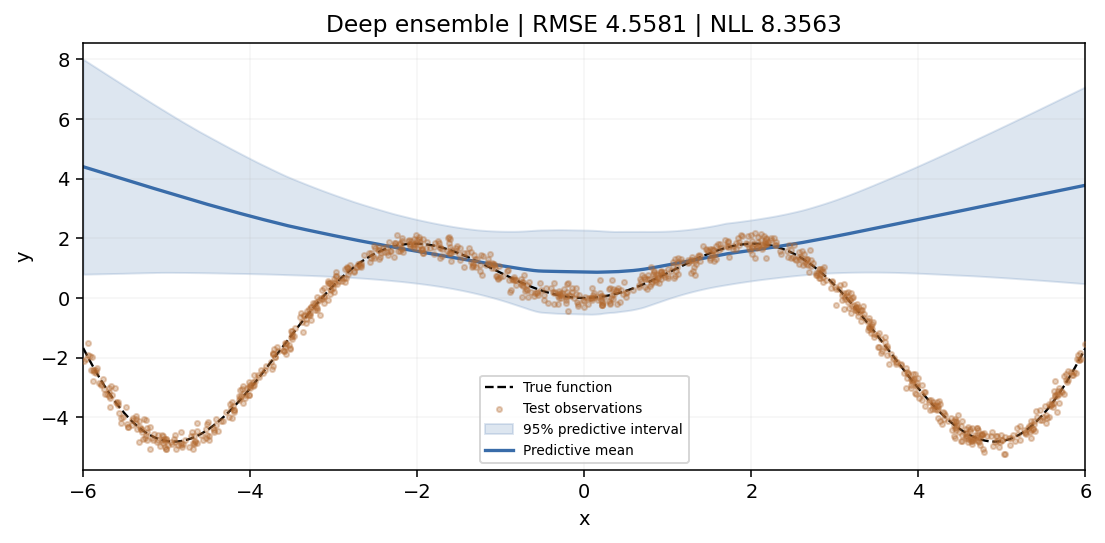 Deep ensemble | RMSE 4.5581 | NLL 8.3563
y
8
6
4
2
0
−2
−4
True function
Test observations
95% predictive interval
Predictive mean
−6 −4 −2 0 2 4 6
x